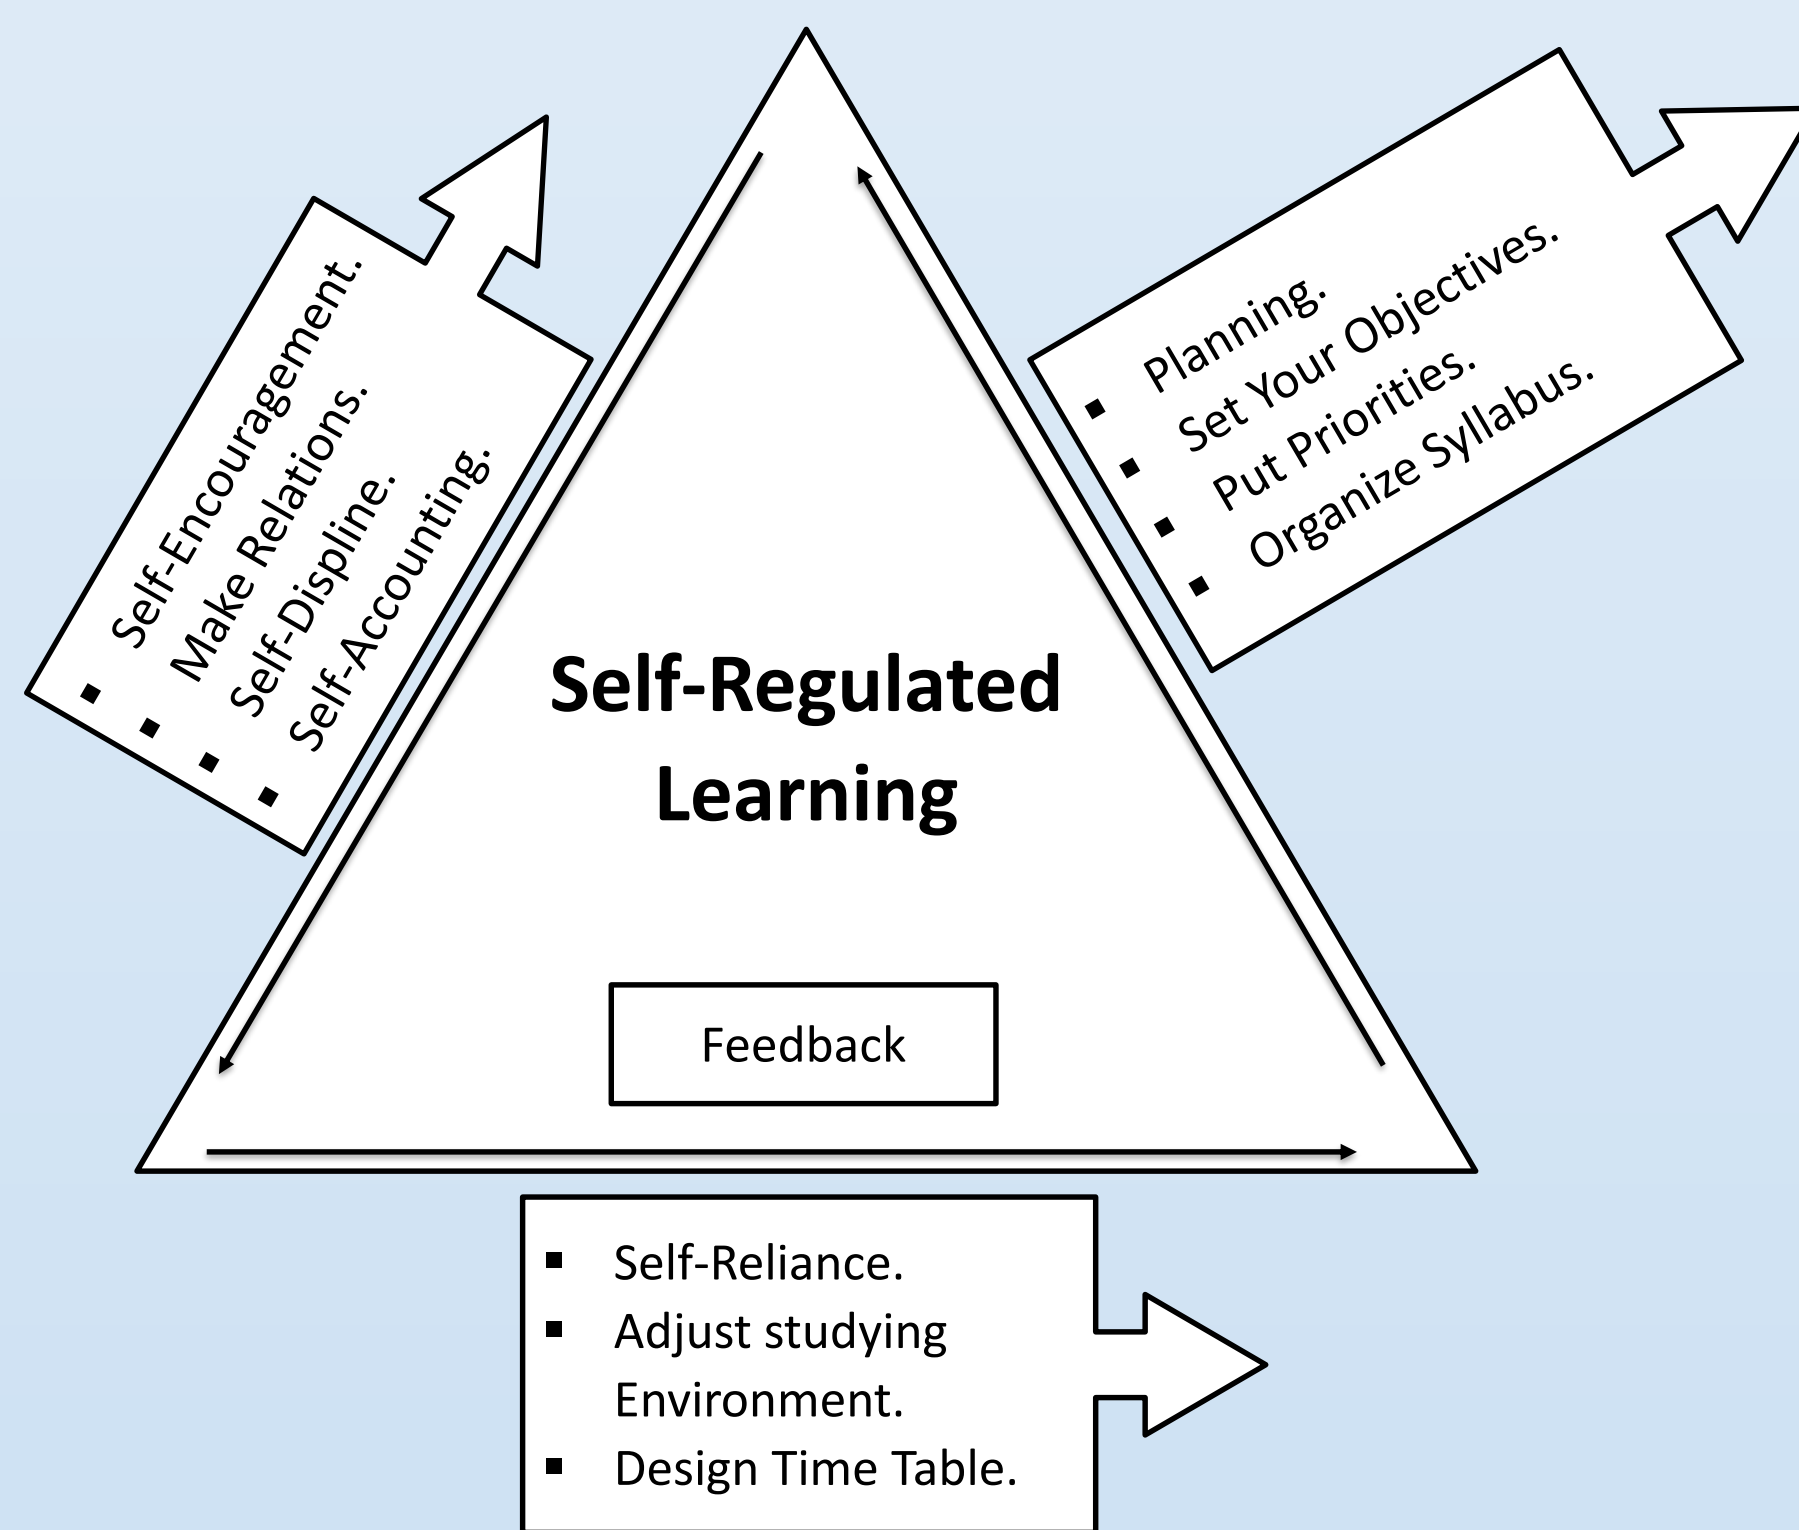 Self-Encouragement.
Make Relations.
Self-Displine.
Self-Accounting.
Planning.
Set Your Objectives.
Put Priorities.
Organize Syllabus.
Self-Regulated
Learning
Feedback
Self-Reliance.
Adjust studying
Environment.
Design Time Table.